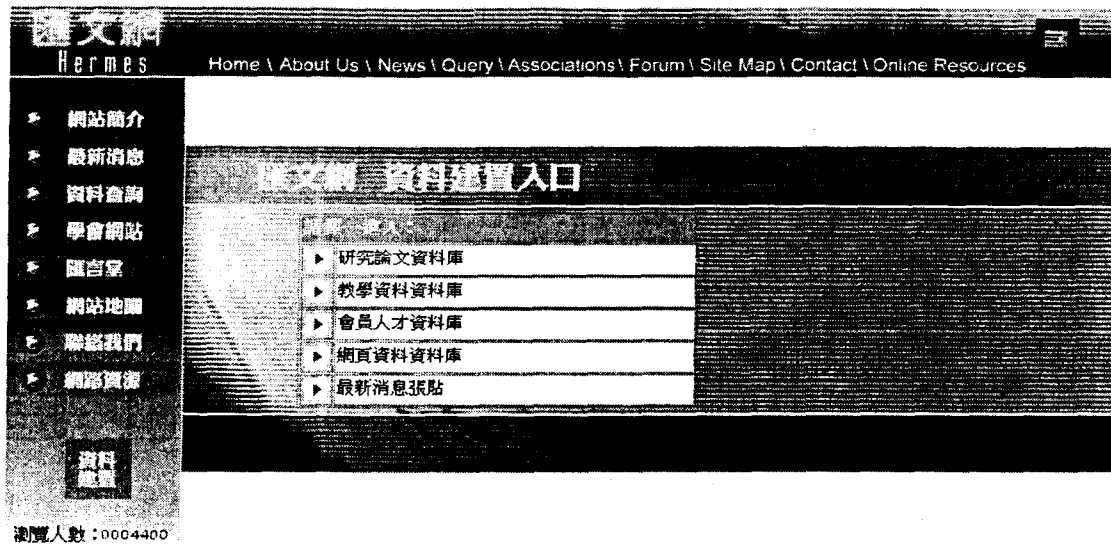 匯文網
Hermes
Home \ About Us \ News \ Query \ Associations \ Forum \ Site Map \ Contact \ Online Resources
網站簡介
最新消息
資料查詢
學會網站
匯言堂
網站地圖
聯絡我們
網路資源
資料
建置
瀏覽人數：0004400
匯文網 資料建置入口
研究論文資料庫
教學資料資料庫
會員人才資料庫
網頁資料資料庫
最新消息張貼